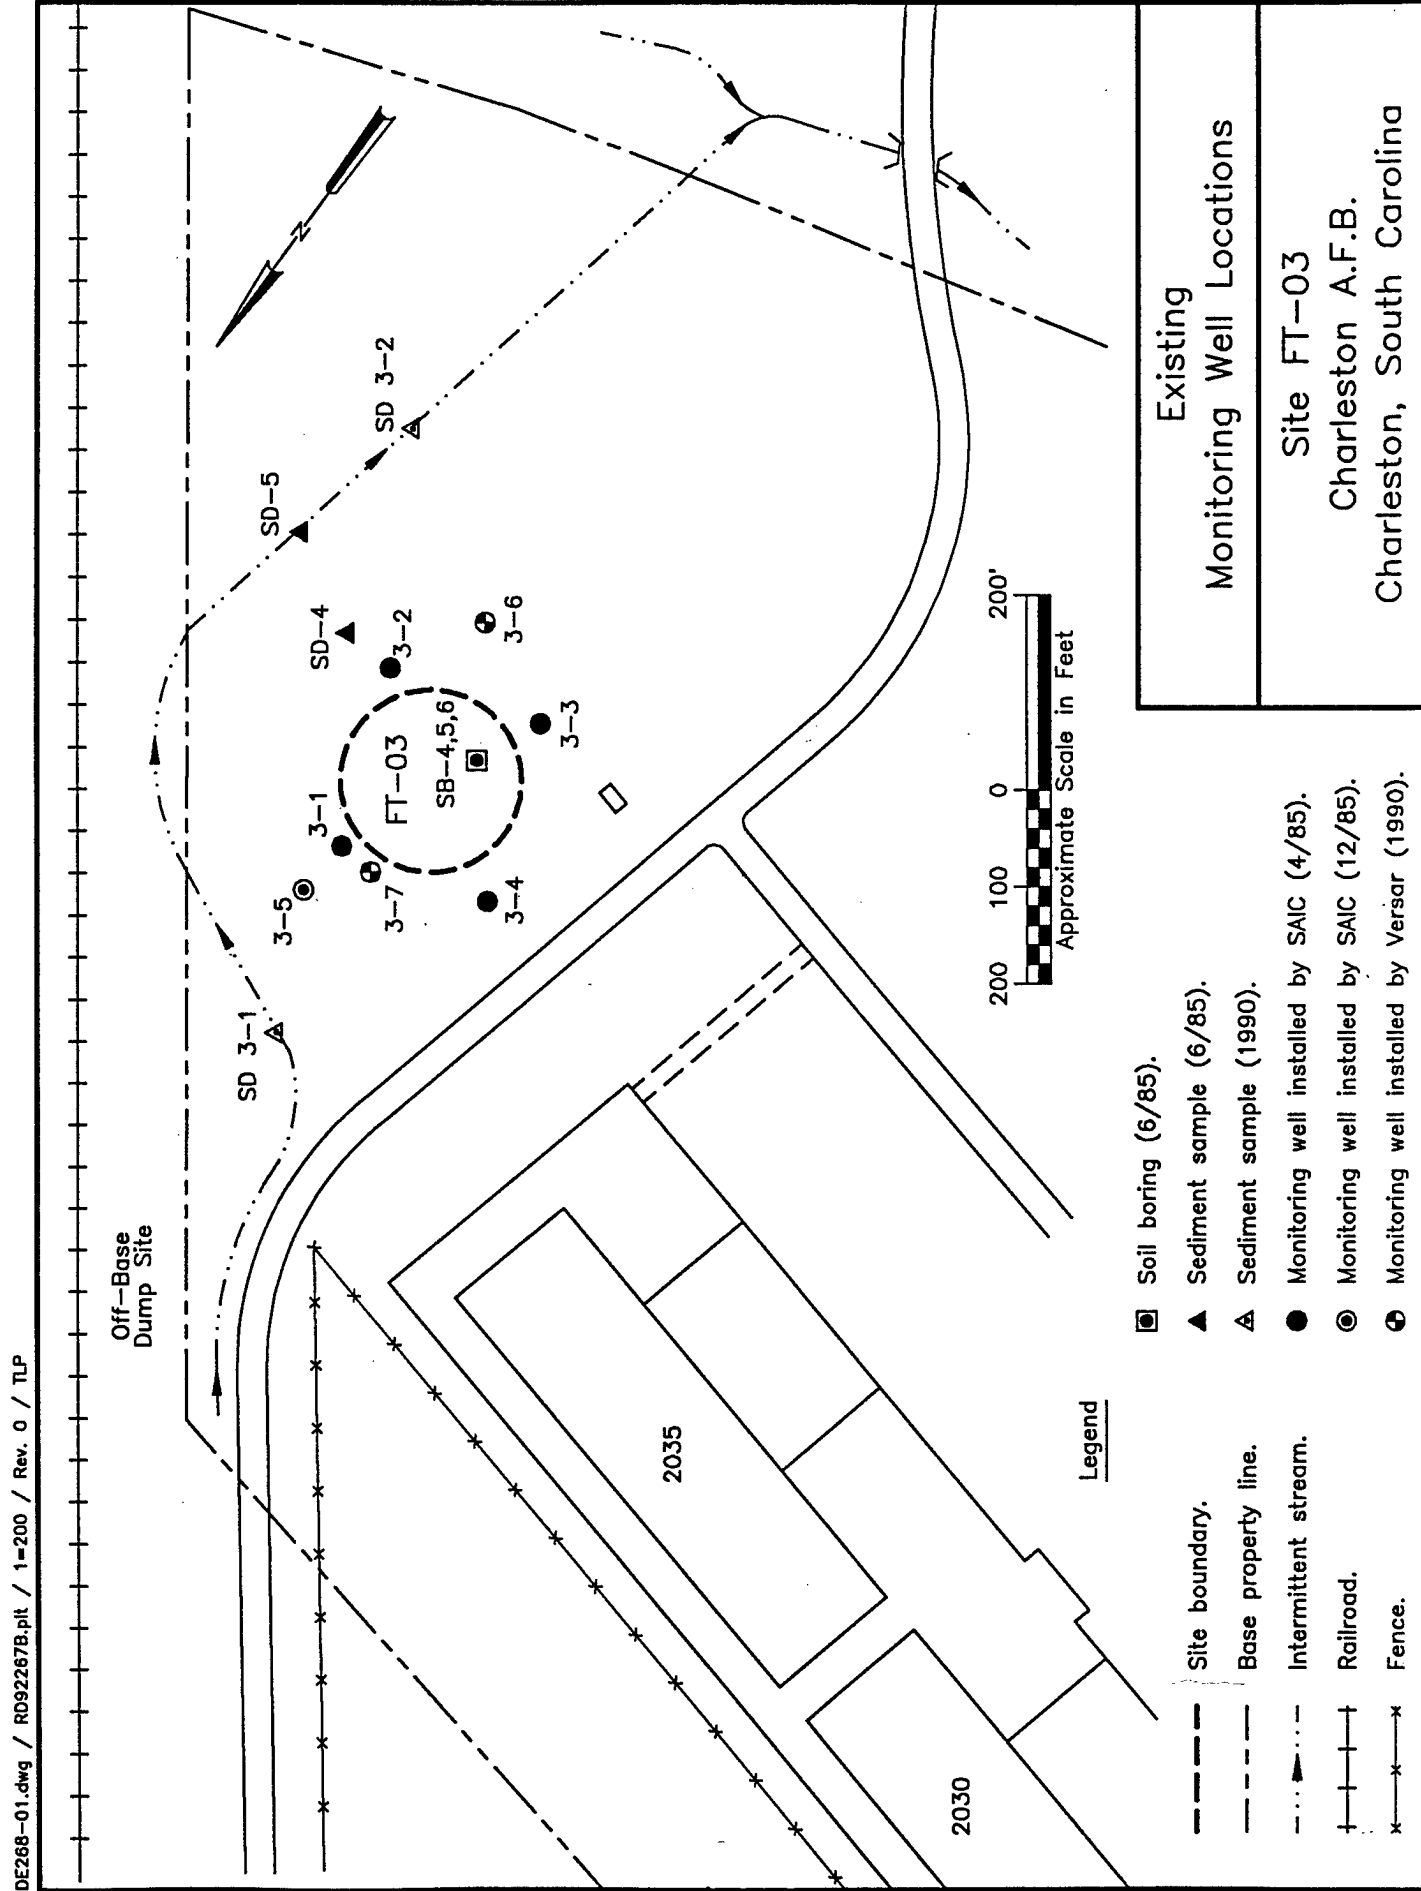 DE268-01.dwg / RD92267B.plt / 1=200 / Rev. 0 / TLP
Off-Base
Dump Site
SD 3-1
SD-5
SD 3-2
SD-4
3-5
3-1
3-7
3-4
FT-03
SB-4,5,6
3-2
3-6
3-3
N
2035
2030
200
100
0
200'
Approximate Scale in Feet
Legend
Site boundary.
Base property line.
Intermittent stream.
Railroad.
Fence.
Soil boring (6/85).
Sediment sample (6/85).
Sediment sample (1990).
Monitoring well installed by SAIC (4/85).
Monitoring well installed by SAIC (12/85).
Monitoring well installed by Versar (1990).
Existing
Monitoring Well Locations
Site FT-03
Charleston A.F.B.
Charleston, South Carolina